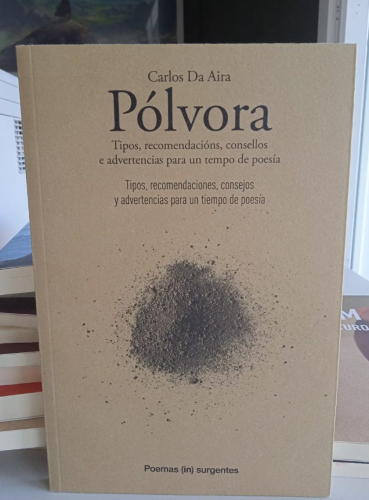 Carlos Da Aira
Pólvora
Tipos, recomendacións, consellos
e advertencias para un tempo de poesía
Tipos, recomendaciones, consejos
y advertencias para un tiempo de poesía
Poemas (in) surgentes
M
URO